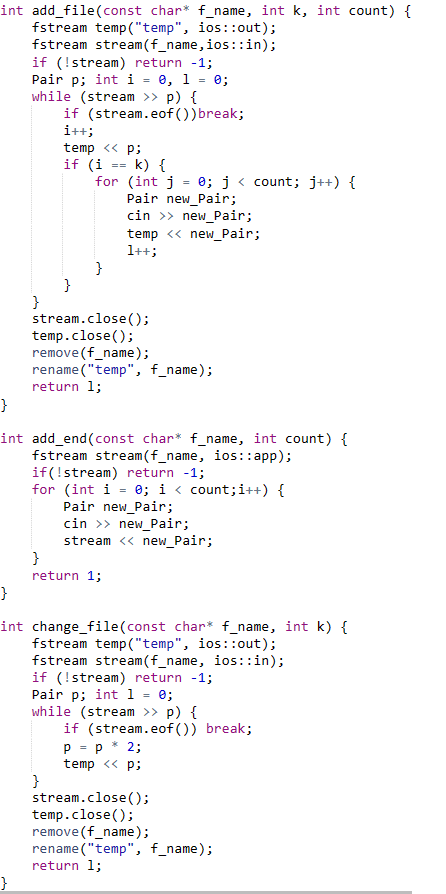 int add_file(const char* f_name, int k, int count) {
    fstream temp("temp", ios::out);
    fstream stream(f_name,ios::in);
    if (!stream) return -1;
    Pair p; int i = 0, l = 0;
    while (stream >> p) {
        if (stream.eof())break;
        i++;
        temp << p;
        if (i == k) {
            for (int j = 0; j < count; j++) {
                Pair new_Pair;
                cin >> new_Pair;
                temp << new_Pair;
                l++;
            }
        }
    }
    stream.close();
    temp.close();
    remove(f_name);
    rename("temp", f_name);
    return l;
}

int add_end(const char* f_name, int count) {
    fstream stream(f_name, ios::app);
    if(!stream) return -1;
    for (int i = 0; i < count;i++) {
        Pair new_Pair;
        cin >> new_Pair;
        stream << new_Pair;
    }
    return 1;
}

int change_file(const char* f_name, int k) {
    fstream temp("temp", ios::out);
    fstream stream(f_name, ios::in);
    if (!stream) return -1;
    Pair p; int l = 0;
    while (stream >> p) {
        if (stream.eof()) break;
        p = p * 2;
        temp << p;
    }
    stream.close();
    temp.close();
    remove(f_name);
    rename("temp", f_name);
    return l;
}